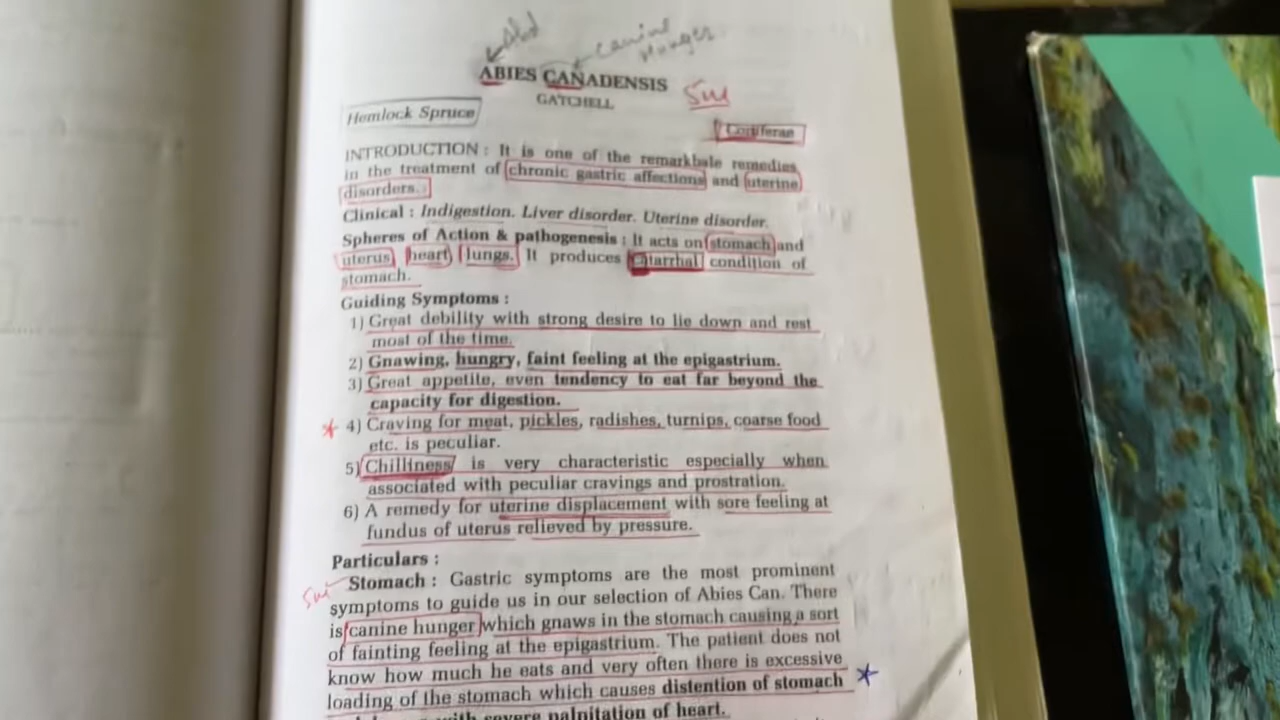 Abd
canine
Hunger
ABIES CANADENSIS
GATCHELL
Hemlock Spruce
Coniferae
INTRODUCTION : It is one of the remarkbale remedies
in the treatment of chronic gastric affections and uterine
disorders.
Clinical : Indigestion. Liver disorder. Uterine disorder.
Spheres of Action & pathogenesis : It acts on stomach and
uterus heart lungs. It produces catarrhal condition of
stomach.
Guiding Symptoms :
1) Great debility with strong desire to lie down and rest
most of the time.
2) Gnawing, hungry, faint feeling at the epigastrium.
3) Great appetite, even tendency to eat far beyond the
capacity for digestion.
4) Craving for meat, pickles, radishes, turnips, coarse food
etc. is peculiar.
5) Chilliness is very characteristic especially when
associated with peculiar cravings and prostration.
6) A remedy for uterine displacement with sore feeling at
fundus of uterus relieved by pressure.
Particulars :
Stomach : Gastric symptoms are the most prominent
symptoms to guide us in our selection of Abies Can. There
is canine hunger which gnaws in the stomach causing a sort
of fainting feeling at the epigastrium. The patient does not
know how much he eats and very often there is excessive
loading of the stomach which causes distention of stomach
with severe palpitation of heart.